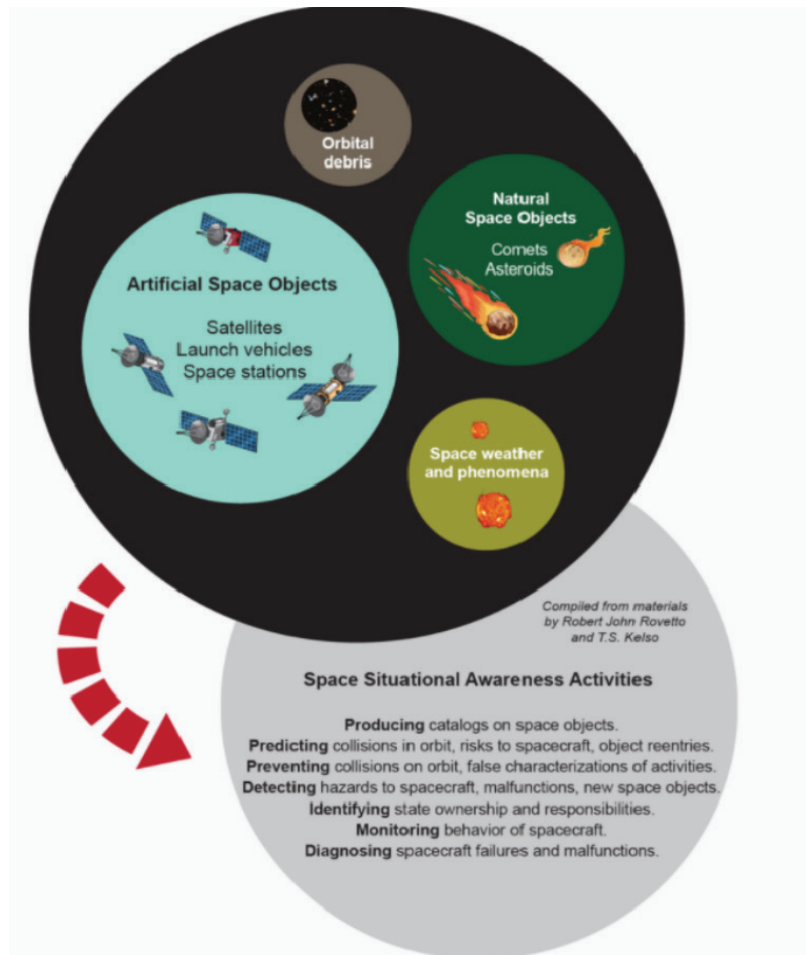 Orbital
debris
Natural
Space Objects
Comets
Asteroids
Artificial Space Objects
Satellites
Launch vehicles
Space stations
Space weather
and phenomena
Compiled from materials
by Robert John Rovetto
and T.S. Kelso
Space Situational Awareness Activities
Producing catalogs on space objects.
Predicting collisions in orbit, risks to spacecraft, object reentries.
Preventing collisions on orbit, false characterizations of activities.
Detecting hazards to spacecraft, malfunctions, new space objects.
Identifying state ownership and responsibilities.
Monitoring behavior of spacecraft.
Diagnosing spacecraft failures and malfunctions.